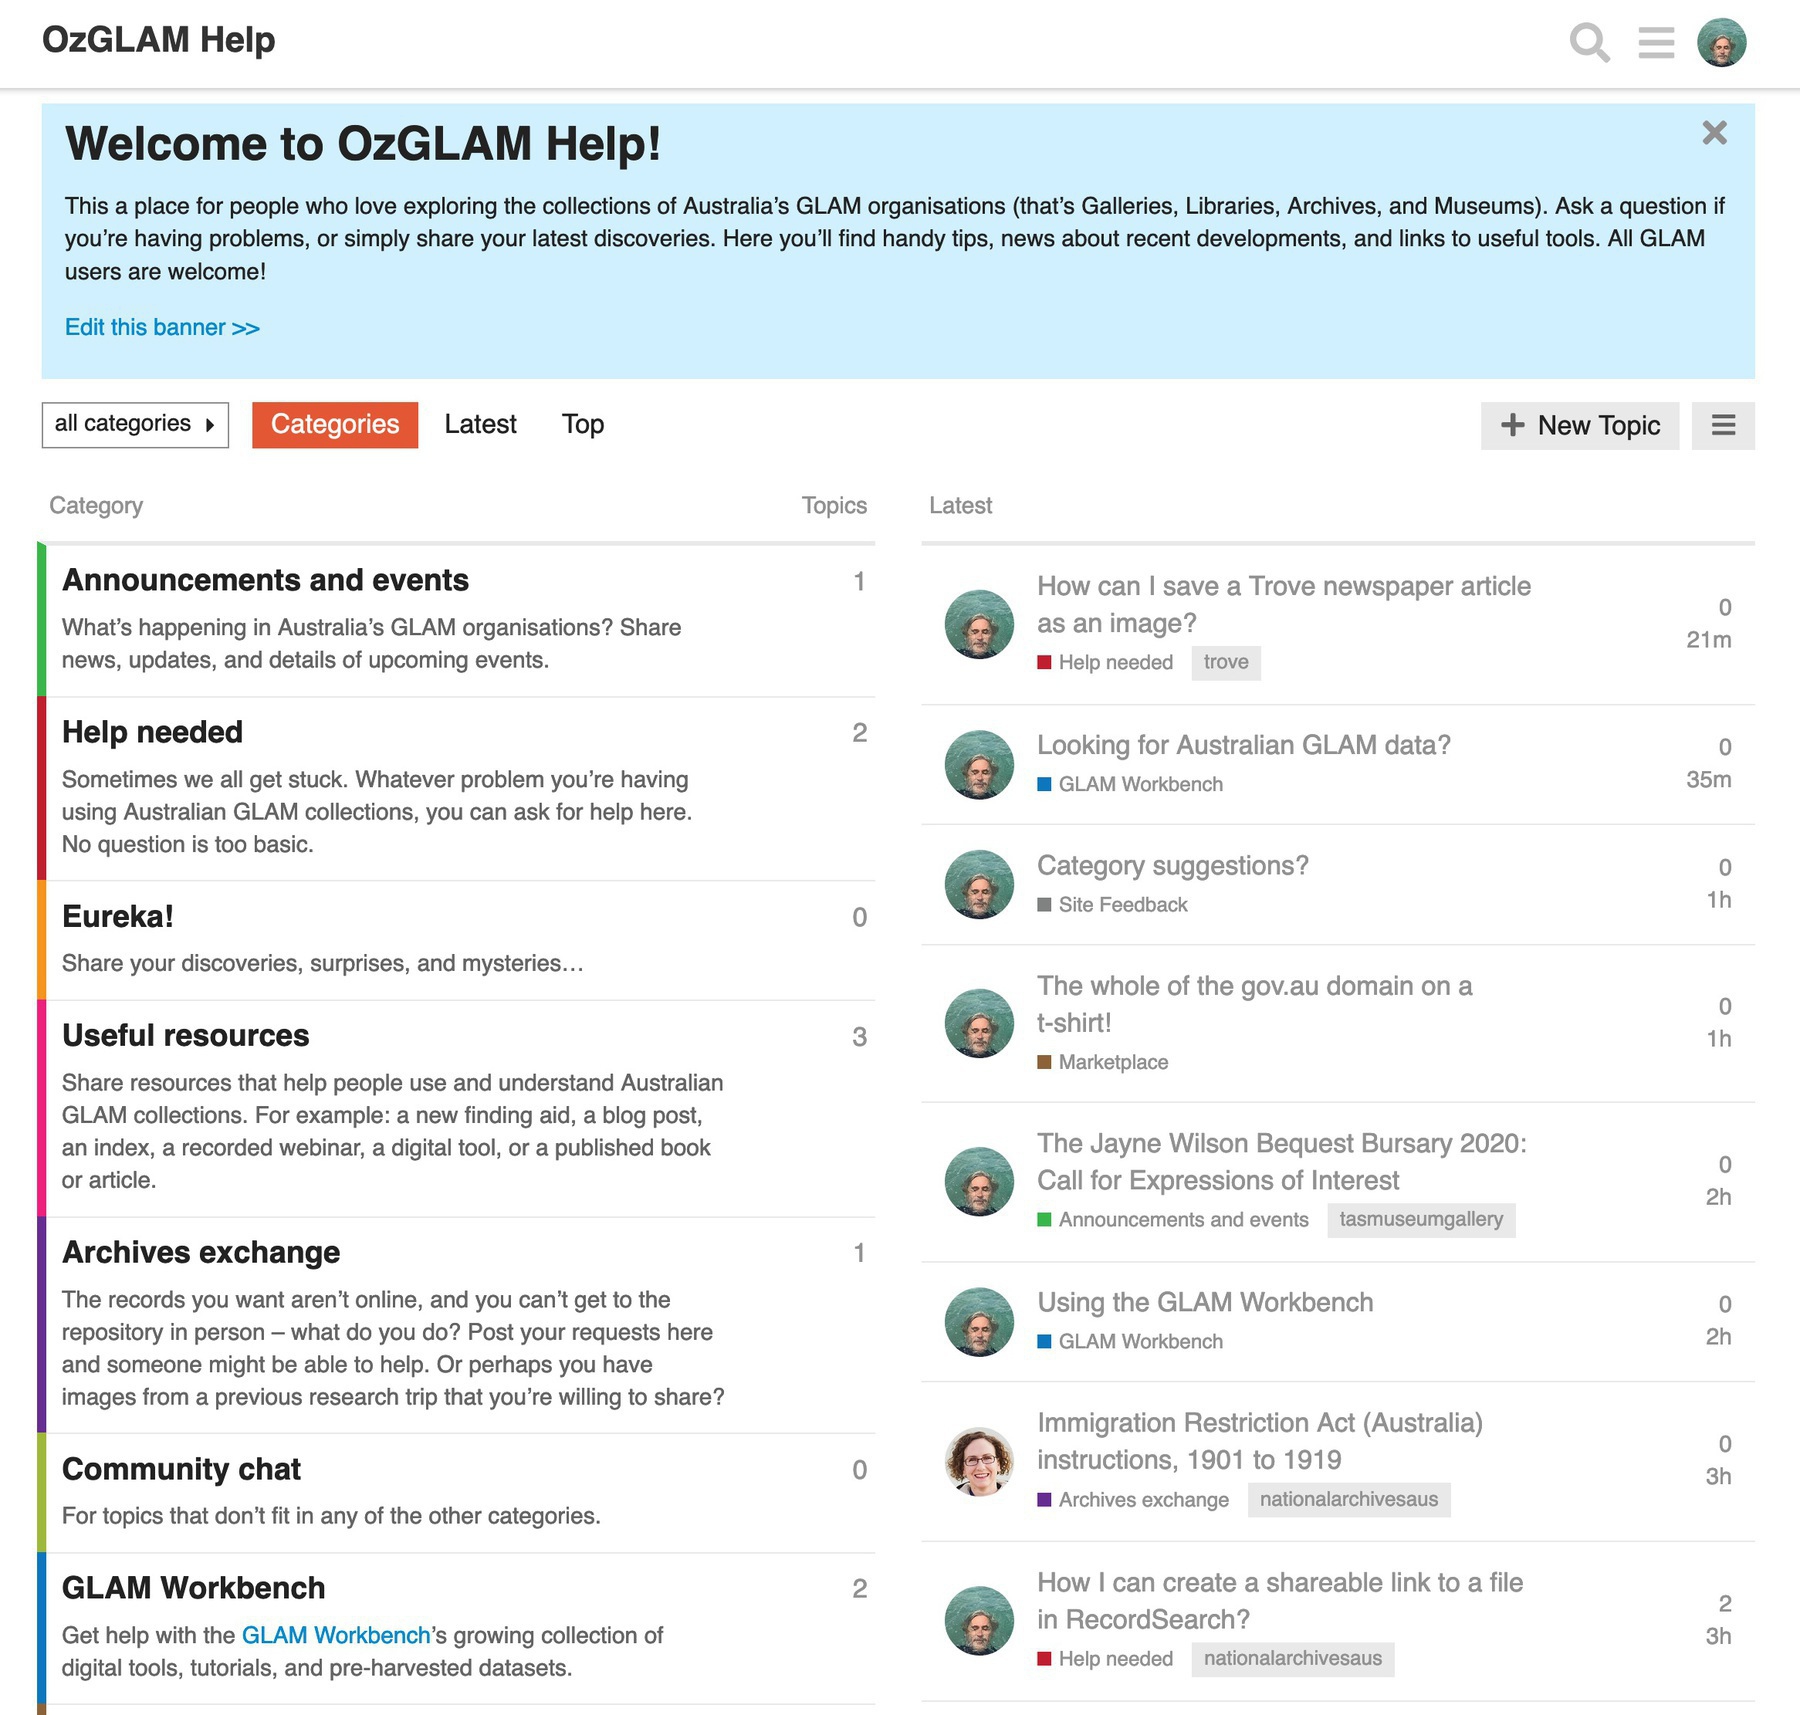 OzGLAM Help
Welcome to OzGLAM Help!
This a place for people who love exploring the collections of Australia’s GLAM organisations (that’s Galleries, Libraries, Archives, and Museums). Ask a question if
you’re having problems, or simply share your latest discoveries. Here you’ll find handy tips, news about recent developments, and links to useful tools. All GLAM
users are welcome!
Edit this banner >>
all categories
Categories
Latest
Top
+ New Topic
Category
Topics
Announcements and events
1
What’s happening in Australia’s GLAM organisations? Share
news, updates, and details of upcoming events.
Help needed
2
Sometimes we all get stuck. Whatever problem you’re having
using Australian GLAM collections, you can ask for help here.
No question is too basic.
Eureka!
0
Share your discoveries, surprises, and mysteries…
Useful resources
3
Share resources that help people use and understand Australian
GLAM collections. For example: a new finding aid, a blog post,
an index, a recorded webinar, a digital tool, or a published book
or article.
Archives exchange
1
The records you want aren’t online, and you can’t get to the
repository in person – what do you do? Post your requests here
and someone might be able to help. Or perhaps you have
images from a previous research trip that you’re willing to share?
Community chat
0
For topics that don’t fit in any of the other categories.
GLAM Workbench
2
Get help with the GLAM Workbench’s growing collection of
digital tools, tutorials, and pre-harvested datasets.
Latest
How can I save a Trove newspaper article
as an image?
Help needed
trove
0
21m
Looking for Australian GLAM data?
GLAM Workbench
0
35m
Category suggestions?
Site Feedback
0
1h
The whole of the gov.au domain on a
t-shirt!
Marketplace
0
1h
The Jayne Wilson Bequest Bursary 2020:
Call for Expressions of Interest
Announcements and events
tasmuseumgallery
0
2h
Using the GLAM Workbench
GLAM Workbench
0
2h
Immigration Restriction Act (Australia)
instructions, 1901 to 1919
Archives exchange
nationalarchivesaus
0
3h
How I can create a shareable link to a file
in RecordSearch?
Help needed
nationalarchivesaus
2
3h